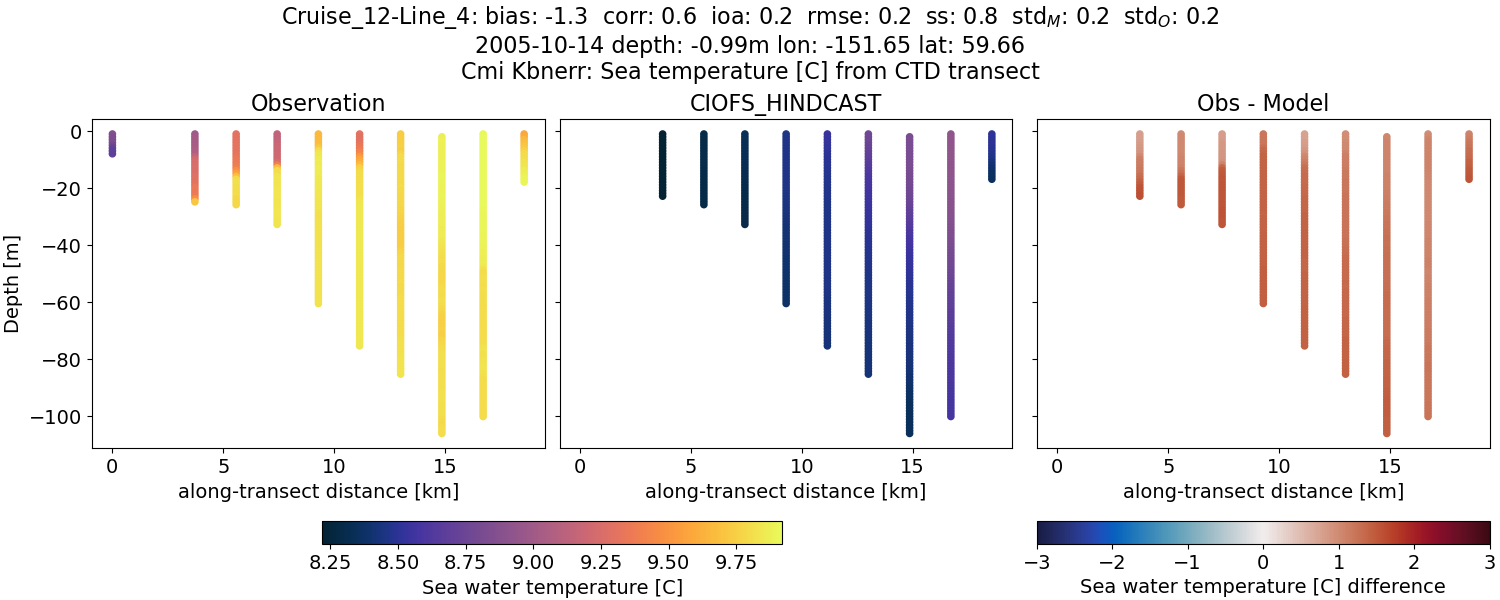 Cruise_12-Line_4: bias: -1.3 corr: 0.6 ioa: 0.2 rmse: 0.2 ss: 0.8 std_M: 0.2 std_O: 0.2
2005-10-14 depth: -0.99m lon: -151.65 lat: 59.66
Cmi Kbnerr: Sea temperature [C] from CTD transect
Observation
CIOFS_HINDCAST
Obs - Model
Depth [m]
0
−20
−40
−60
−80
−100
0 5 10 15
0 5 10 15
0 5 10 15
along-transect distance [km]
along-transect distance [km]
along-transect distance [km]
8.25 8.50 8.75 9.00 9.25 9.50 9.75
Sea water temperature [C]
−3 −2 −1 0 1 2 3
Sea water temperature [C] difference